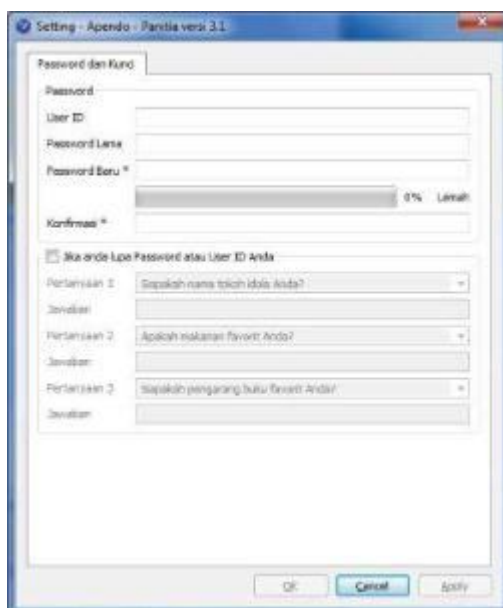 Setting - Apendo - Panitia versi 3.1
Password dan Kunci
Password
User ID
Password Lama
Password Baru *
0% Lemah
Konfirmasi *
Jika anda lupa Password atau User ID Anda
Pertanyaan 1 Siapakah nama tokoh idola Anda?
Jawaban
Pertanyaan 2 Apakah makanan favorit Anda?
Jawaban
Pertanyaan 3 Siapakah pengarang buku favorit Anda?
Jawaban
OK Cancel Apply